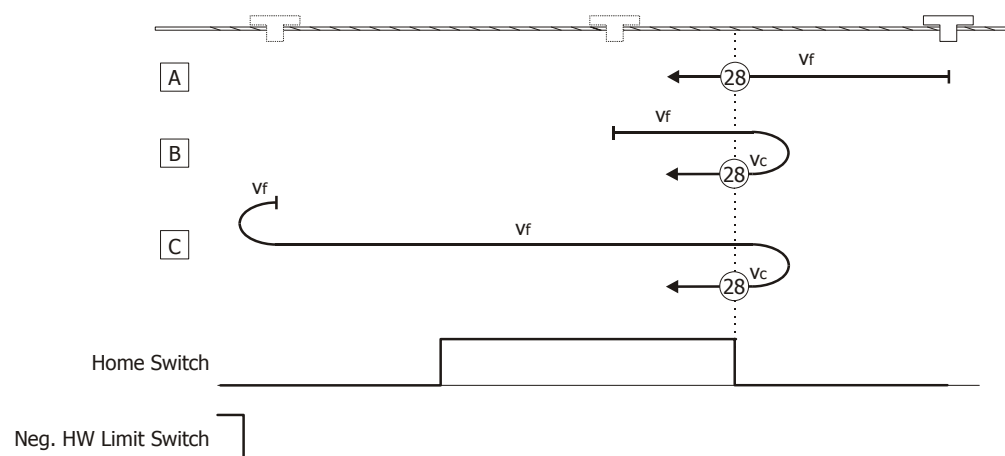 A
Vf
28
B
Vf
Vc
28
C
Vf
Vf
Vc
28
Home Switch
Neg. HW Limit Switch